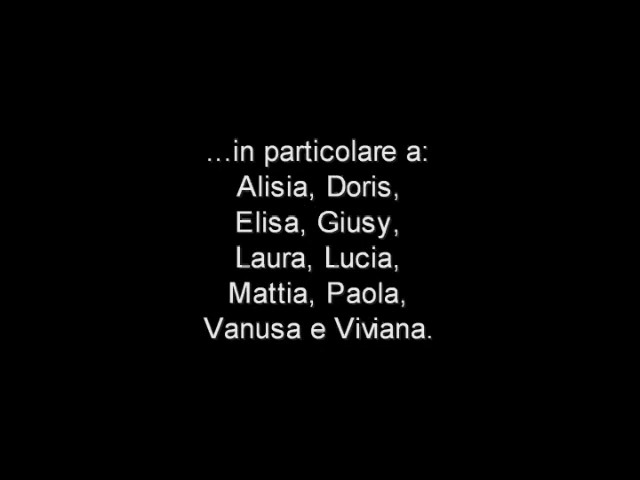 ...in particolare a:
Alisia, Doris,
Elisa, Giusy,
Laura, Lucia,
Mattia, Paola,
Vanusa e Viviana.